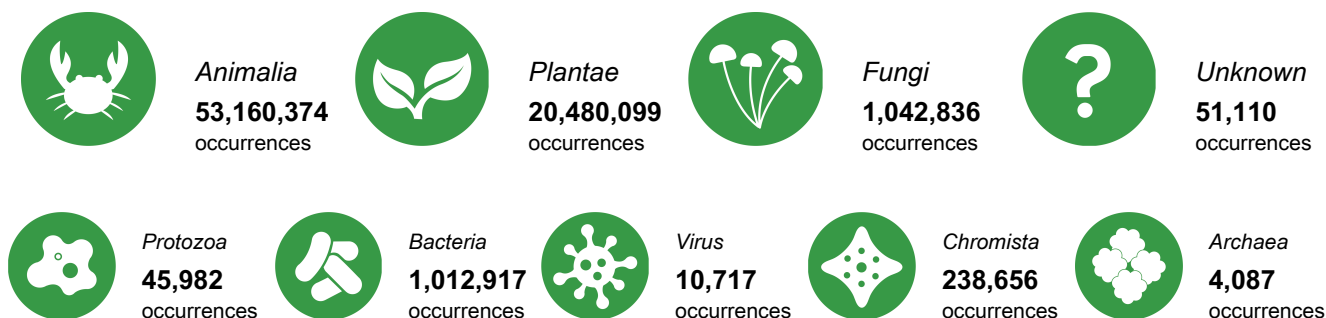 Animalia
53,160,374
occurrences
Plantae
20,480,099
occurrences
Fungi
1,042,836
occurrences
?
Unknown
51,110
occurrences
Protozoa
45,982
occurrences
Bacteria
1,012,917
occurrences
Virus
10,717
occurrences
Chromista
238,656
occurrences
Archaea
4,087
occurrences